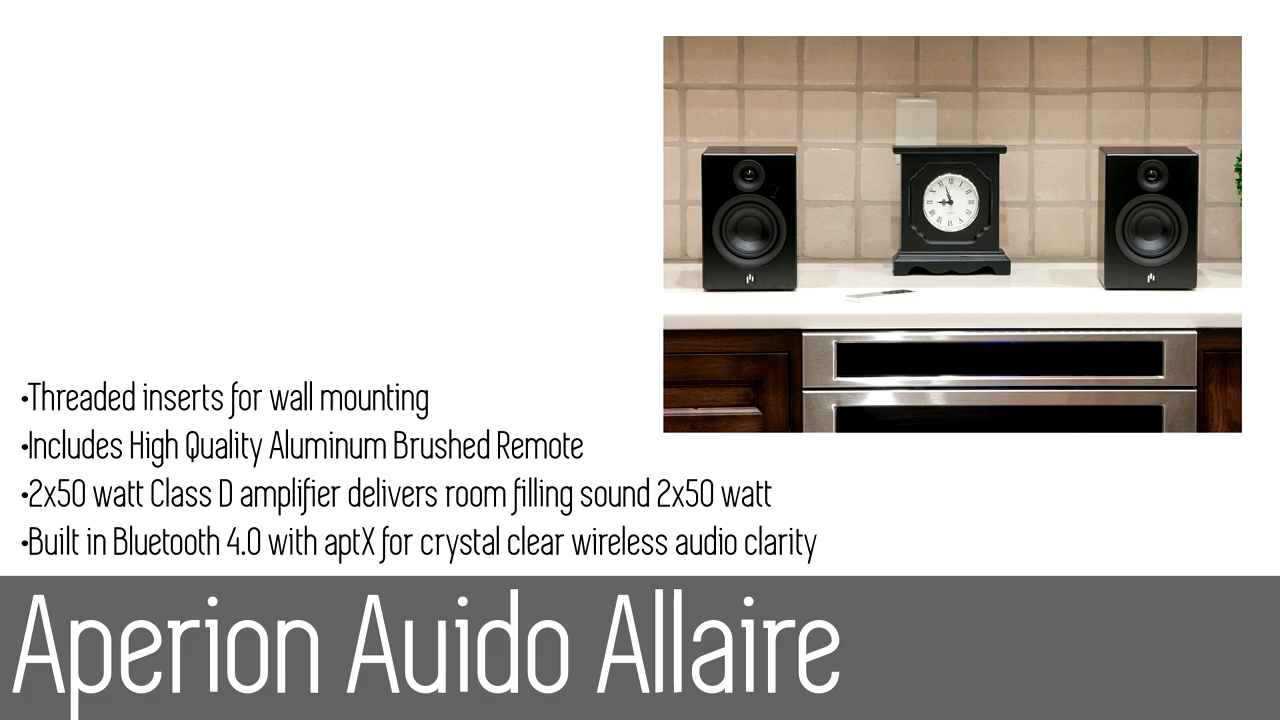 •Threaded inserts for wall mounting
•Includes High Quality Aluminum Brushed Remote
•2x50 watt Class D amplifier delivers room filling sound 2x50 watt
•Built in Bluetooth 4.0 with aptX for crystal clear wireless audio clarity
Aperion Auido Allaire